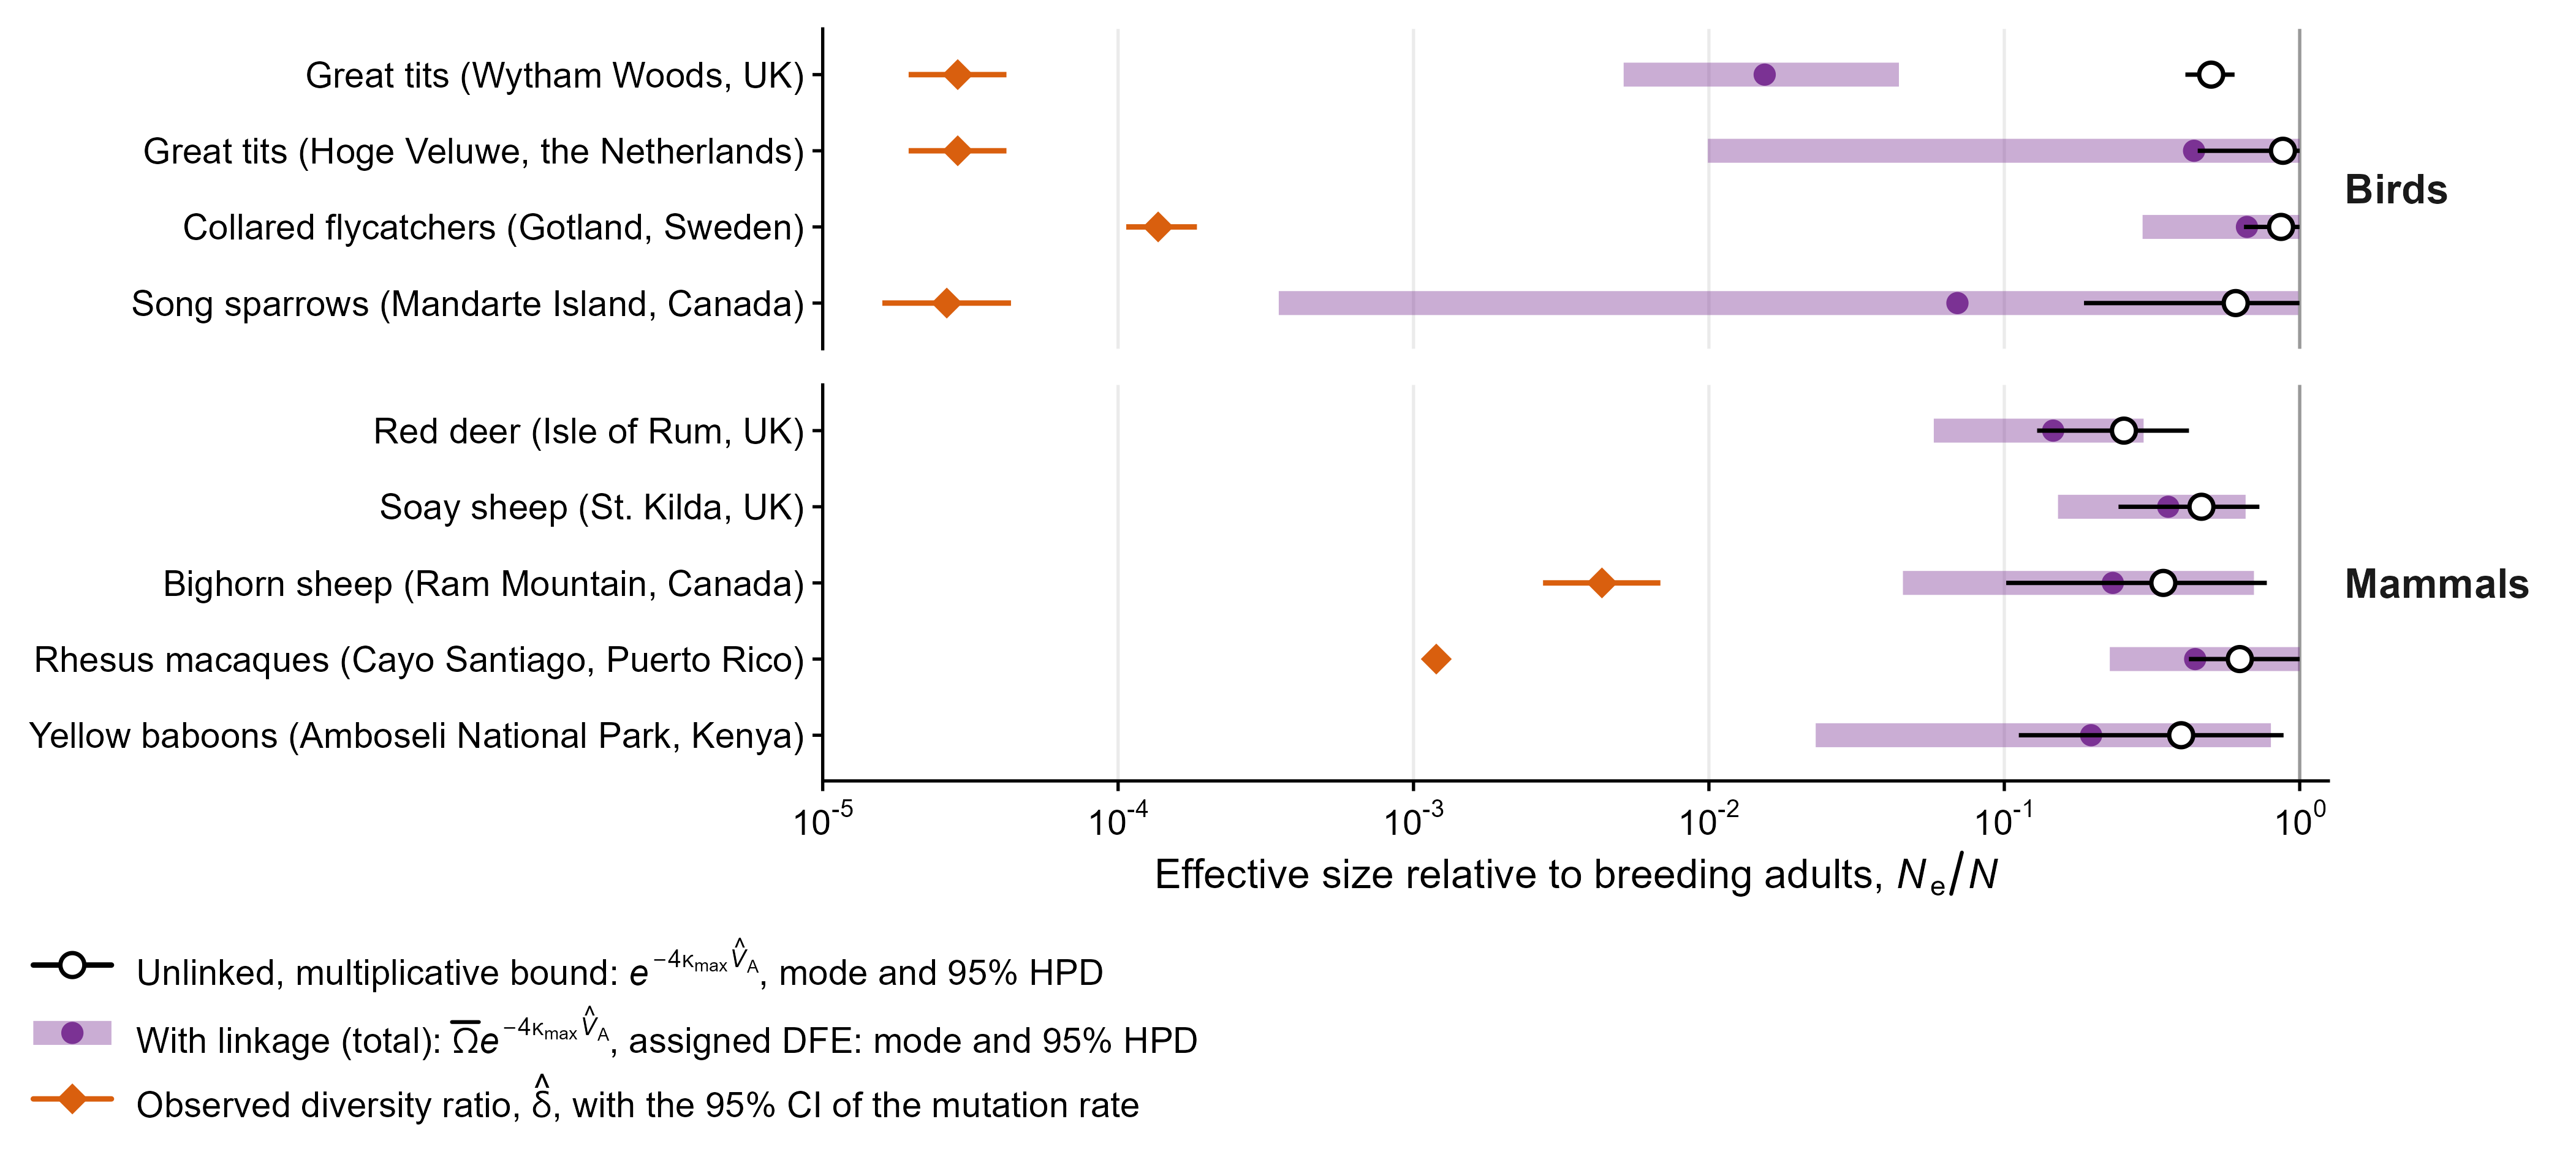 Great tits (Wytham Woods, UK)
Great tits (Hoge Veluwe, the Netherlands)
Collared flycatchers (Gotland, Sweden)
Song sparrows (Mandarte Island, Canada)
Birds
Red deer (Isle of Rum, UK)
Soay sheep (St. Kilda, UK)
Bighorn sheep (Ram Mountain, Canada)
Rhesus macaques (Cayo Santiago, Puerto Rico)
Yellow baboons (Amboseli National Park, Kenya)
Mammals
10⁻⁵ 10⁻⁴ 10⁻³ 10⁻² 10⁻¹ 10⁰
Effective size relative to breeding adults, Nₑ/N
Unlinked, multiplicative bound: e^{−4κ_max V̂_A}, mode and 95% HPD
With linkage (total): Ω̅e^{−4κ_max V̂_A}, assigned DFE: mode and 95% HPD
Observed diversity ratio, δ̂, with the 95% CI of the mutation rate